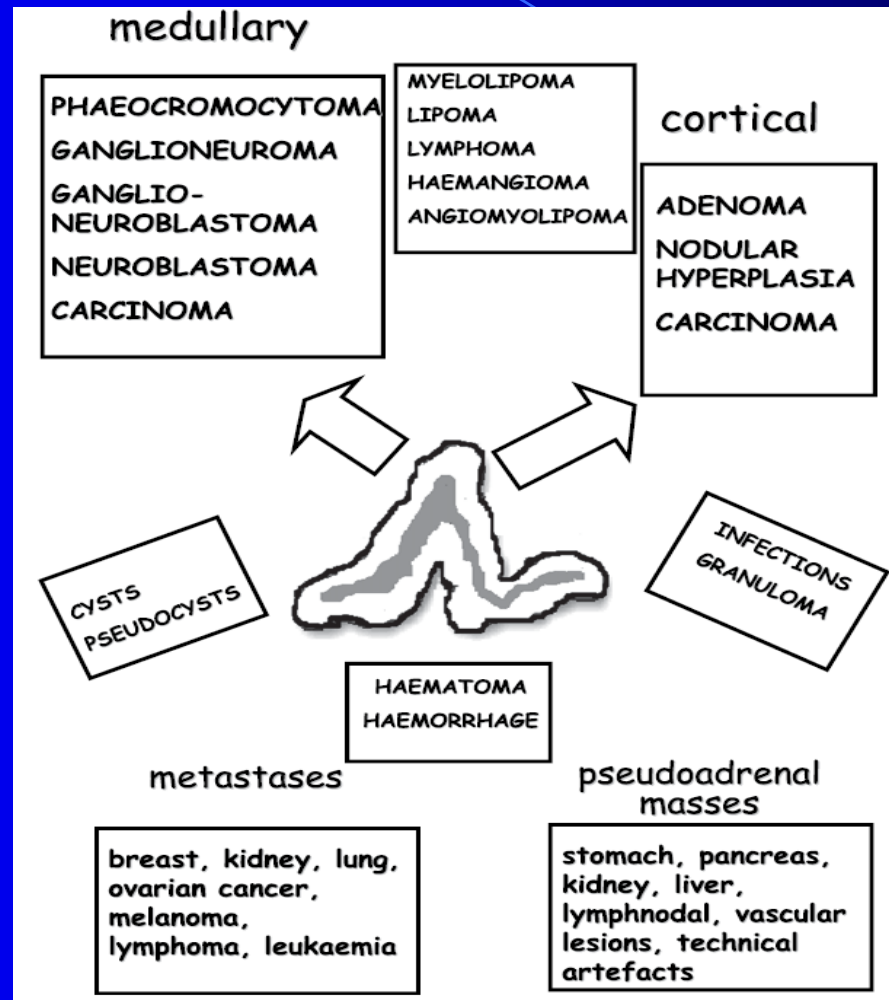 medullary
PHAEOCROMOCYTOMA
GANGLIONEUROMA
GANGLIO-
NEUROBLASTOMA
NEUROBLASTOMA
CARCINOMA
MYELOLIPOMA
LIPOMA
LYMPHOMA
HAEMANGIOMA
ANGIOMYOLIPOMA
cortical
ADENOMA
NODULAR
HYPERPLASIA
CARCINOMA
CYSTS
PSEUDOCYSTS
INFECTIONS
GRANULOMA
HAEMATOMA
HAEMORRHAGE
metastases
breast, kidney, lung,
ovarian cancer,
melanoma,
lymphoma, leukaemia
pseudoadrenal
masses
stomach, pancreas,
kidney, liver,
lymphnodal, vascular
lesions, technical
artefacts